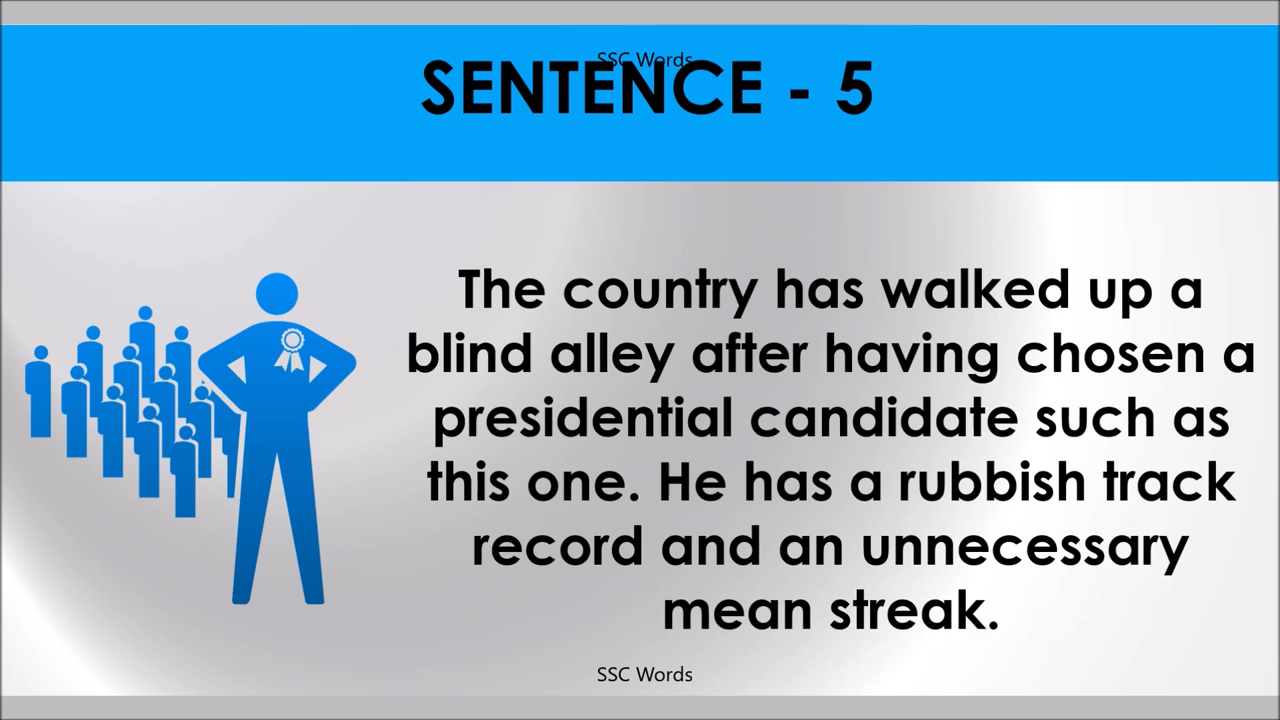 SSC Words
SENTENCE - 5
The country has walked up a
blind alley after having chosen a
presidential candidate such as
this one. He has a rubbish track
record and an unnecessary
mean streak.
SSC Words